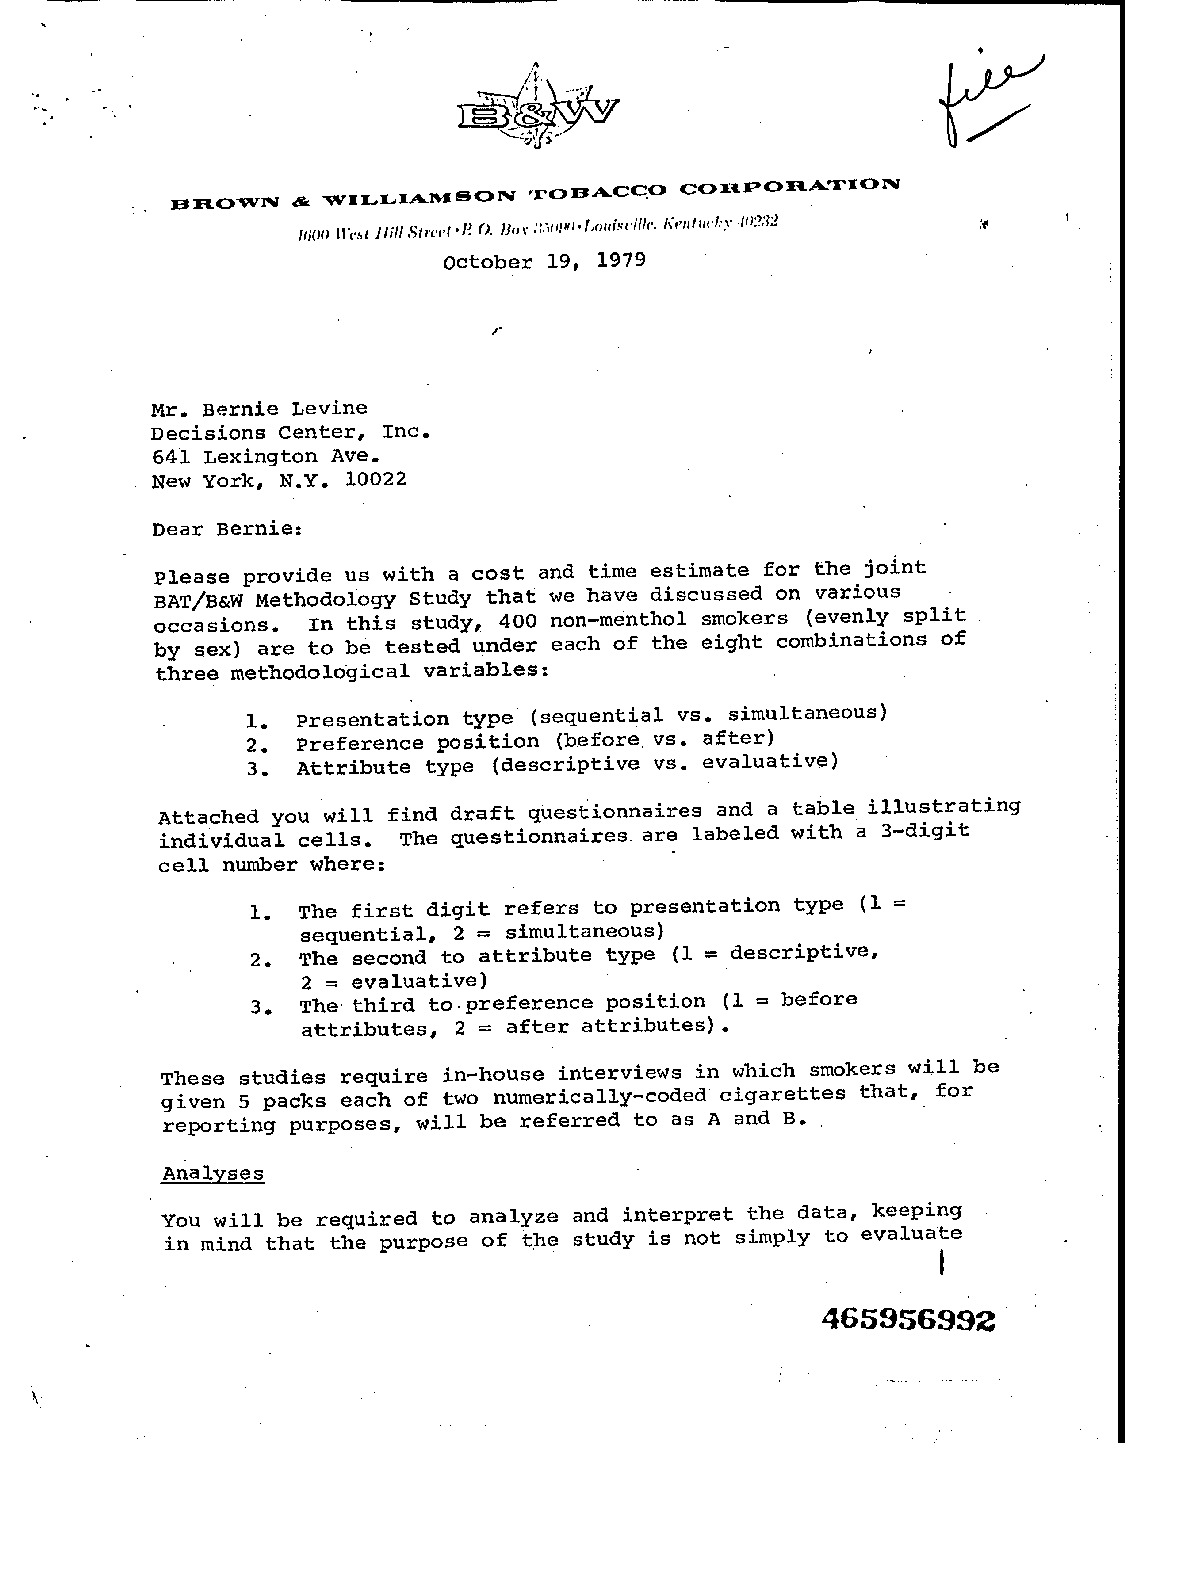 file
B&W
BROWN & WILLIAMSON TOBACCO CORPORATION
1600 West Hill Street • P. O. Box • Louisville, Kentucky 40232
October 19, 1979
Mr. Bernie Levine
Decisions Center, Inc.
641 Lexington Ave.
New York, N.Y. 10022
Dear Bernie:
Please provide us with a cost and time estimate for the joint
BAT/B&W Methodology Study that we have discussed on various
occasions. In this study, 400 non-menthol smokers (evenly split
by sex) are to be tested under each of the eight combinations of
three methodological variables:
1. Presentation type (sequential vs. simultaneous)
2. Preference position (before vs. after)
3. Attribute type (descriptive vs. evaluative)
Attached you will find draft questionnaires and a table illustrating
individual cells. The questionnaires are labeled with a 3-digit
cell number where:
1. The first digit refers to presentation type (1 =
sequential, 2 = simultaneous)
2. The second to attribute type (1 = descriptive,
2 = evaluative)
3. The third to preference position (1 = before
attributes, 2 = after attributes).
These studies require in-house interviews in which smokers will be
given 5 packs each of two numerically-coded cigarettes that, for
reporting purposes, will be referred to as A and B.
Analyses
You will be required to analyze and interpret the data, keeping
in mind that the purpose of the study is not simply to evaluate
465956992